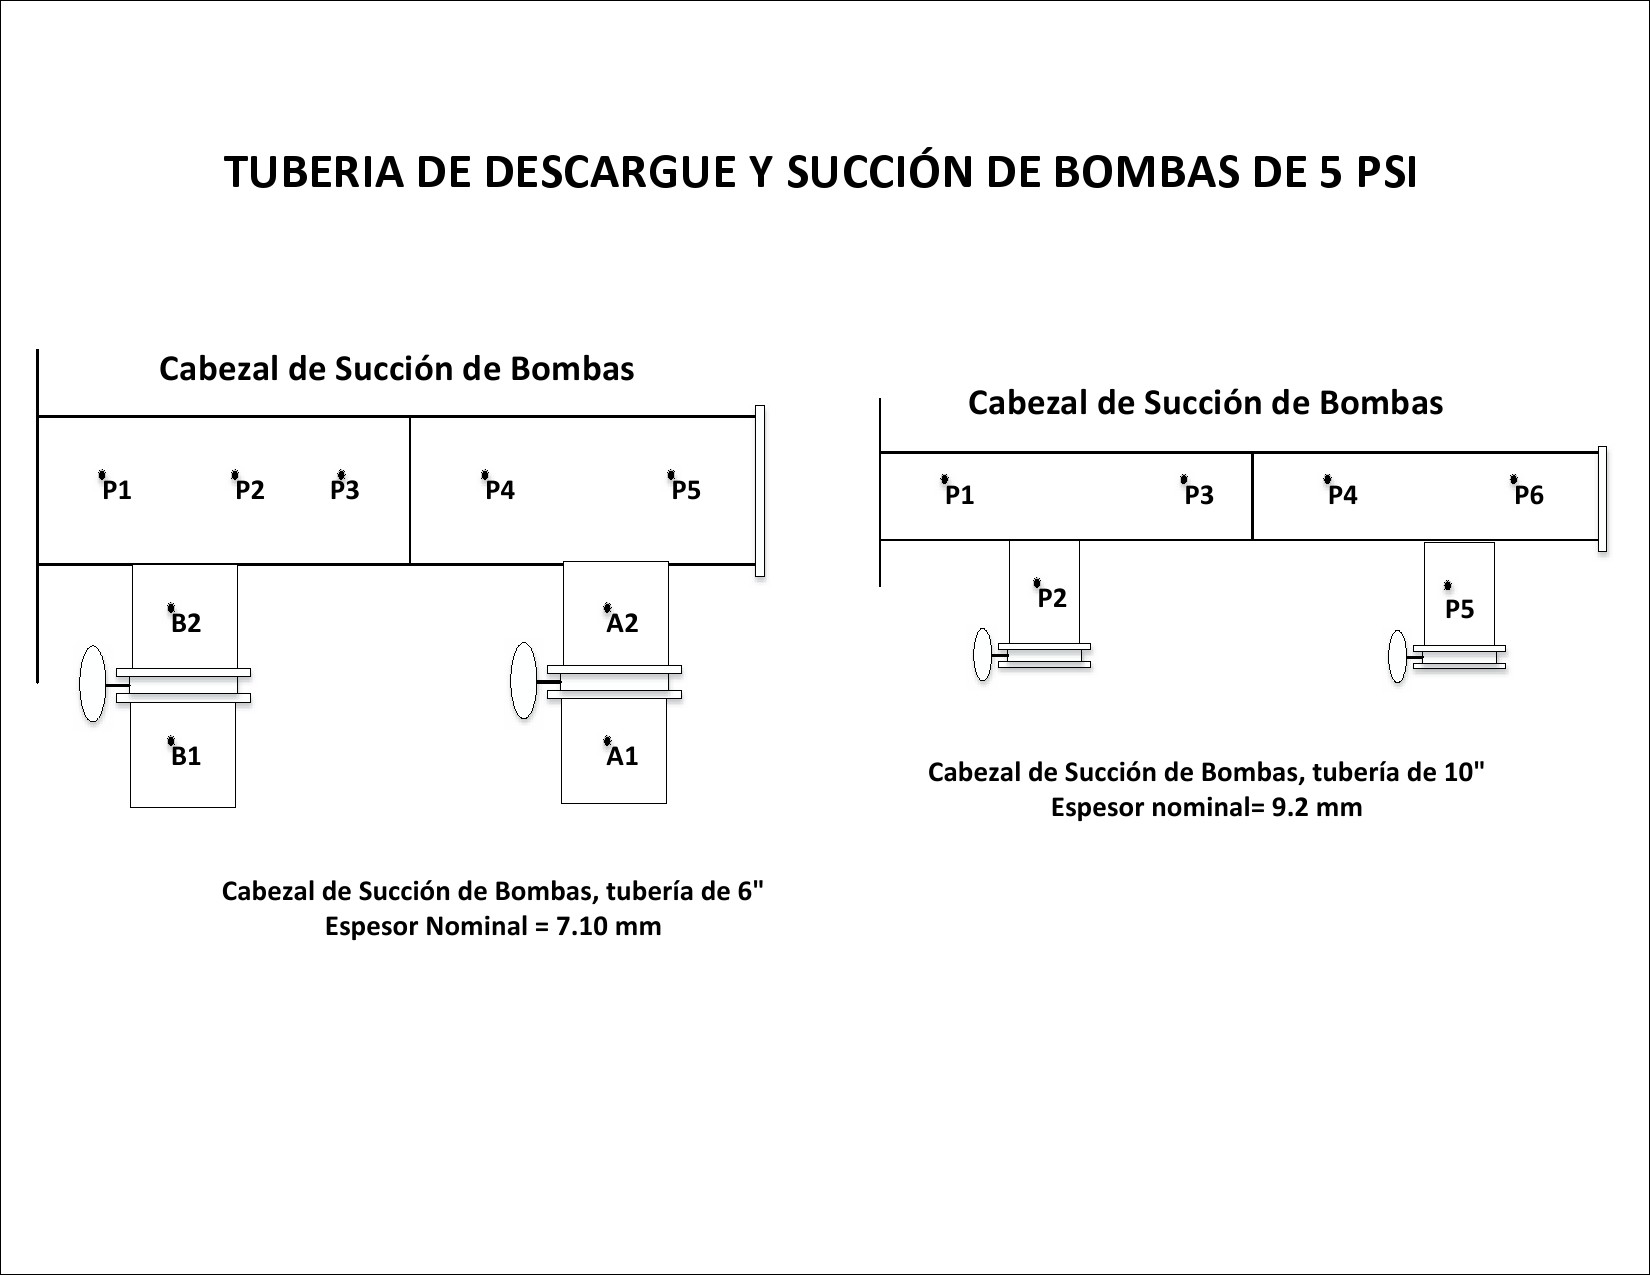 TUBERIA DE DESCARGUE Y SUCCIÓN DE BOMBAS DE 5 PSI
Cabezal de Succión de Bombas
P1 P2 P3 P4 P5
B2 A2
B1 A1
Cabezal de Succión de Bombas, tubería de 6"
Espesor Nominal = 7.10 mm
Cabezal de Succión de Bombas
P1 P3 P4 P6
P2 P5
Cabezal de Succión de Bombas, tubería de 10"
Espesor nominal= 9.2 mm